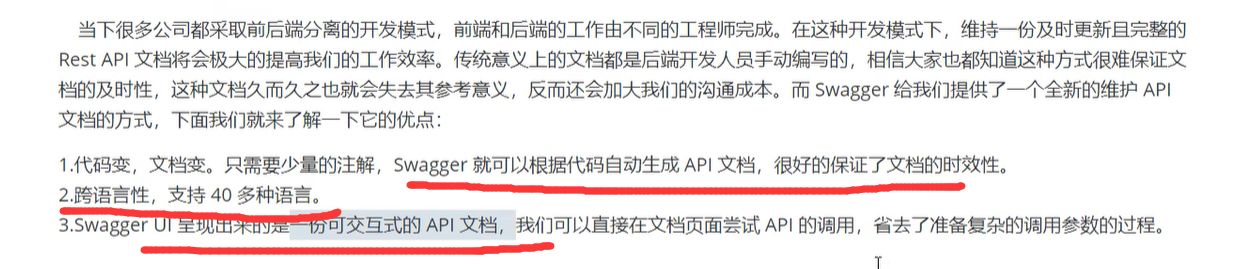 当下很多公司都采取前后端分离的开发模式，前端和后端的工作由不同的工程师完成。在这种开发模式下，维持一份及时更新且完整的
Rest API 文档将会极大的提高我们的工作效率。传统意义上的文档都是后端开发人员手动编写的，相信大家也都知道这种方式很难保证文
档的及时性，这种文档久而久之也就会失去其参考意义，反而还会加大我们的沟通成本。而 Swagger 给我们提供了一个全新的维护 API
文档的方式，下面我们就来了解一下它的优点：
1.代码变，文档变。只需要少量的注解，Swagger 就可以根据代码自动生成 API 文档，很好的保证了文档的时效性。
2.跨语言性，支持 40 多种语言。
3.Swagger UI 呈现出来的是一份可交互式的 API 文档，我们可以直接在文档页面尝试 API 的调用，省去了准备复杂的调用参数的过程。